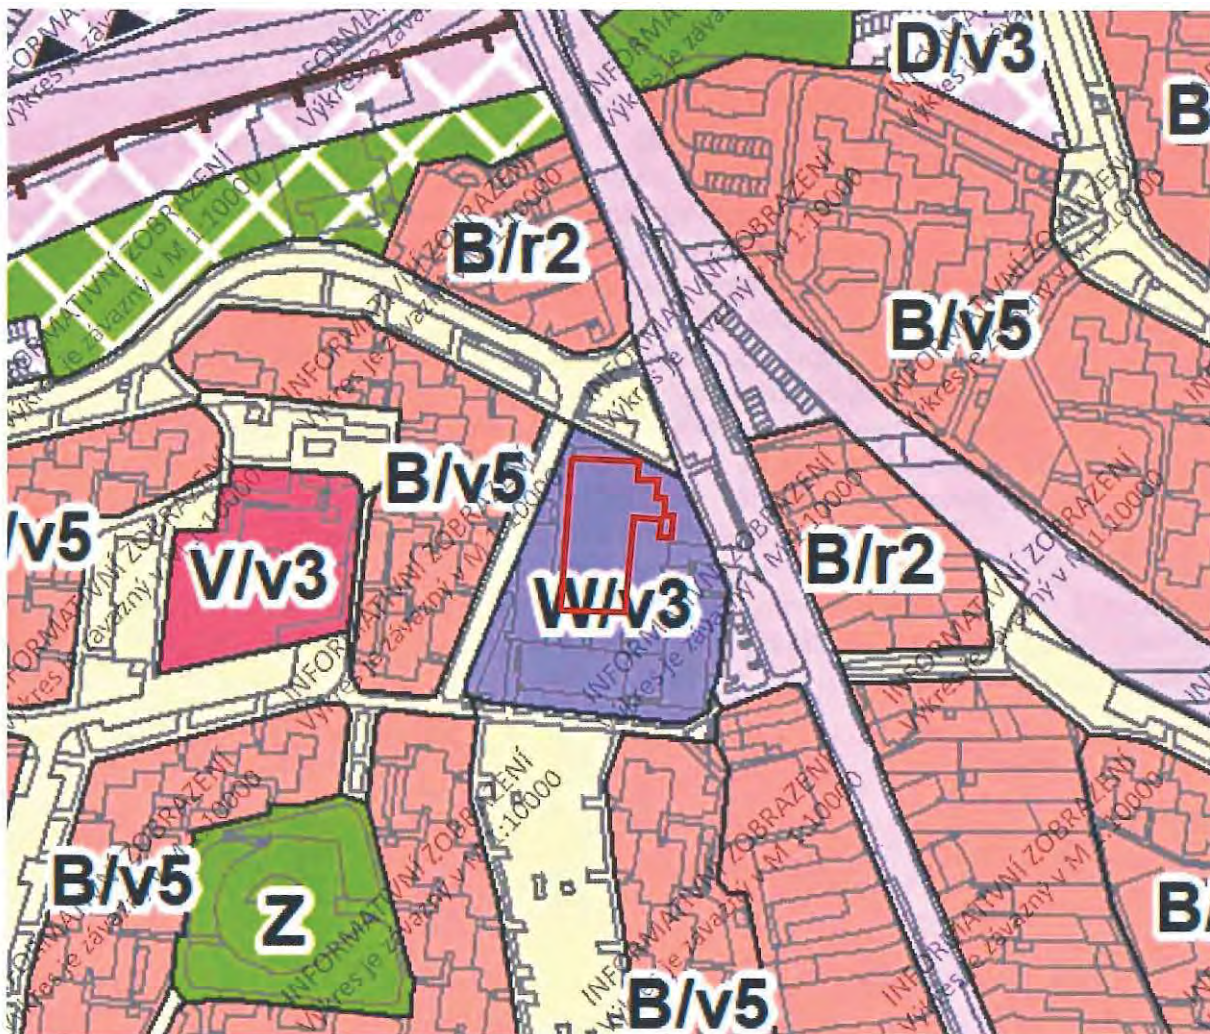 D/v3
B
B/r2
B/v5
B/v5
/v5
V/v3
W/v3
B/r2
B/v5
Z
B/
B/v5
INFORMATIVNÍ ZOBRAZENÍ
Výkres je závazný v M 1:10000